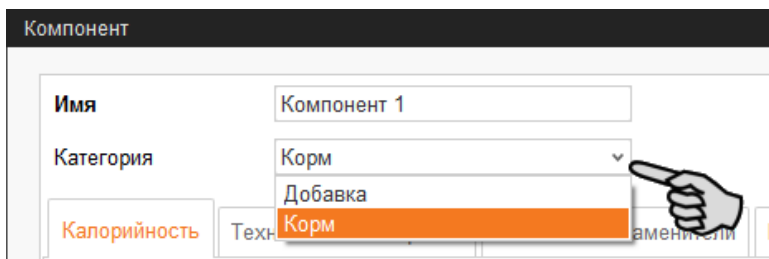 Компонент
Имя Компонент 1
Категория Корм
Добавка
Корм
Калорийность